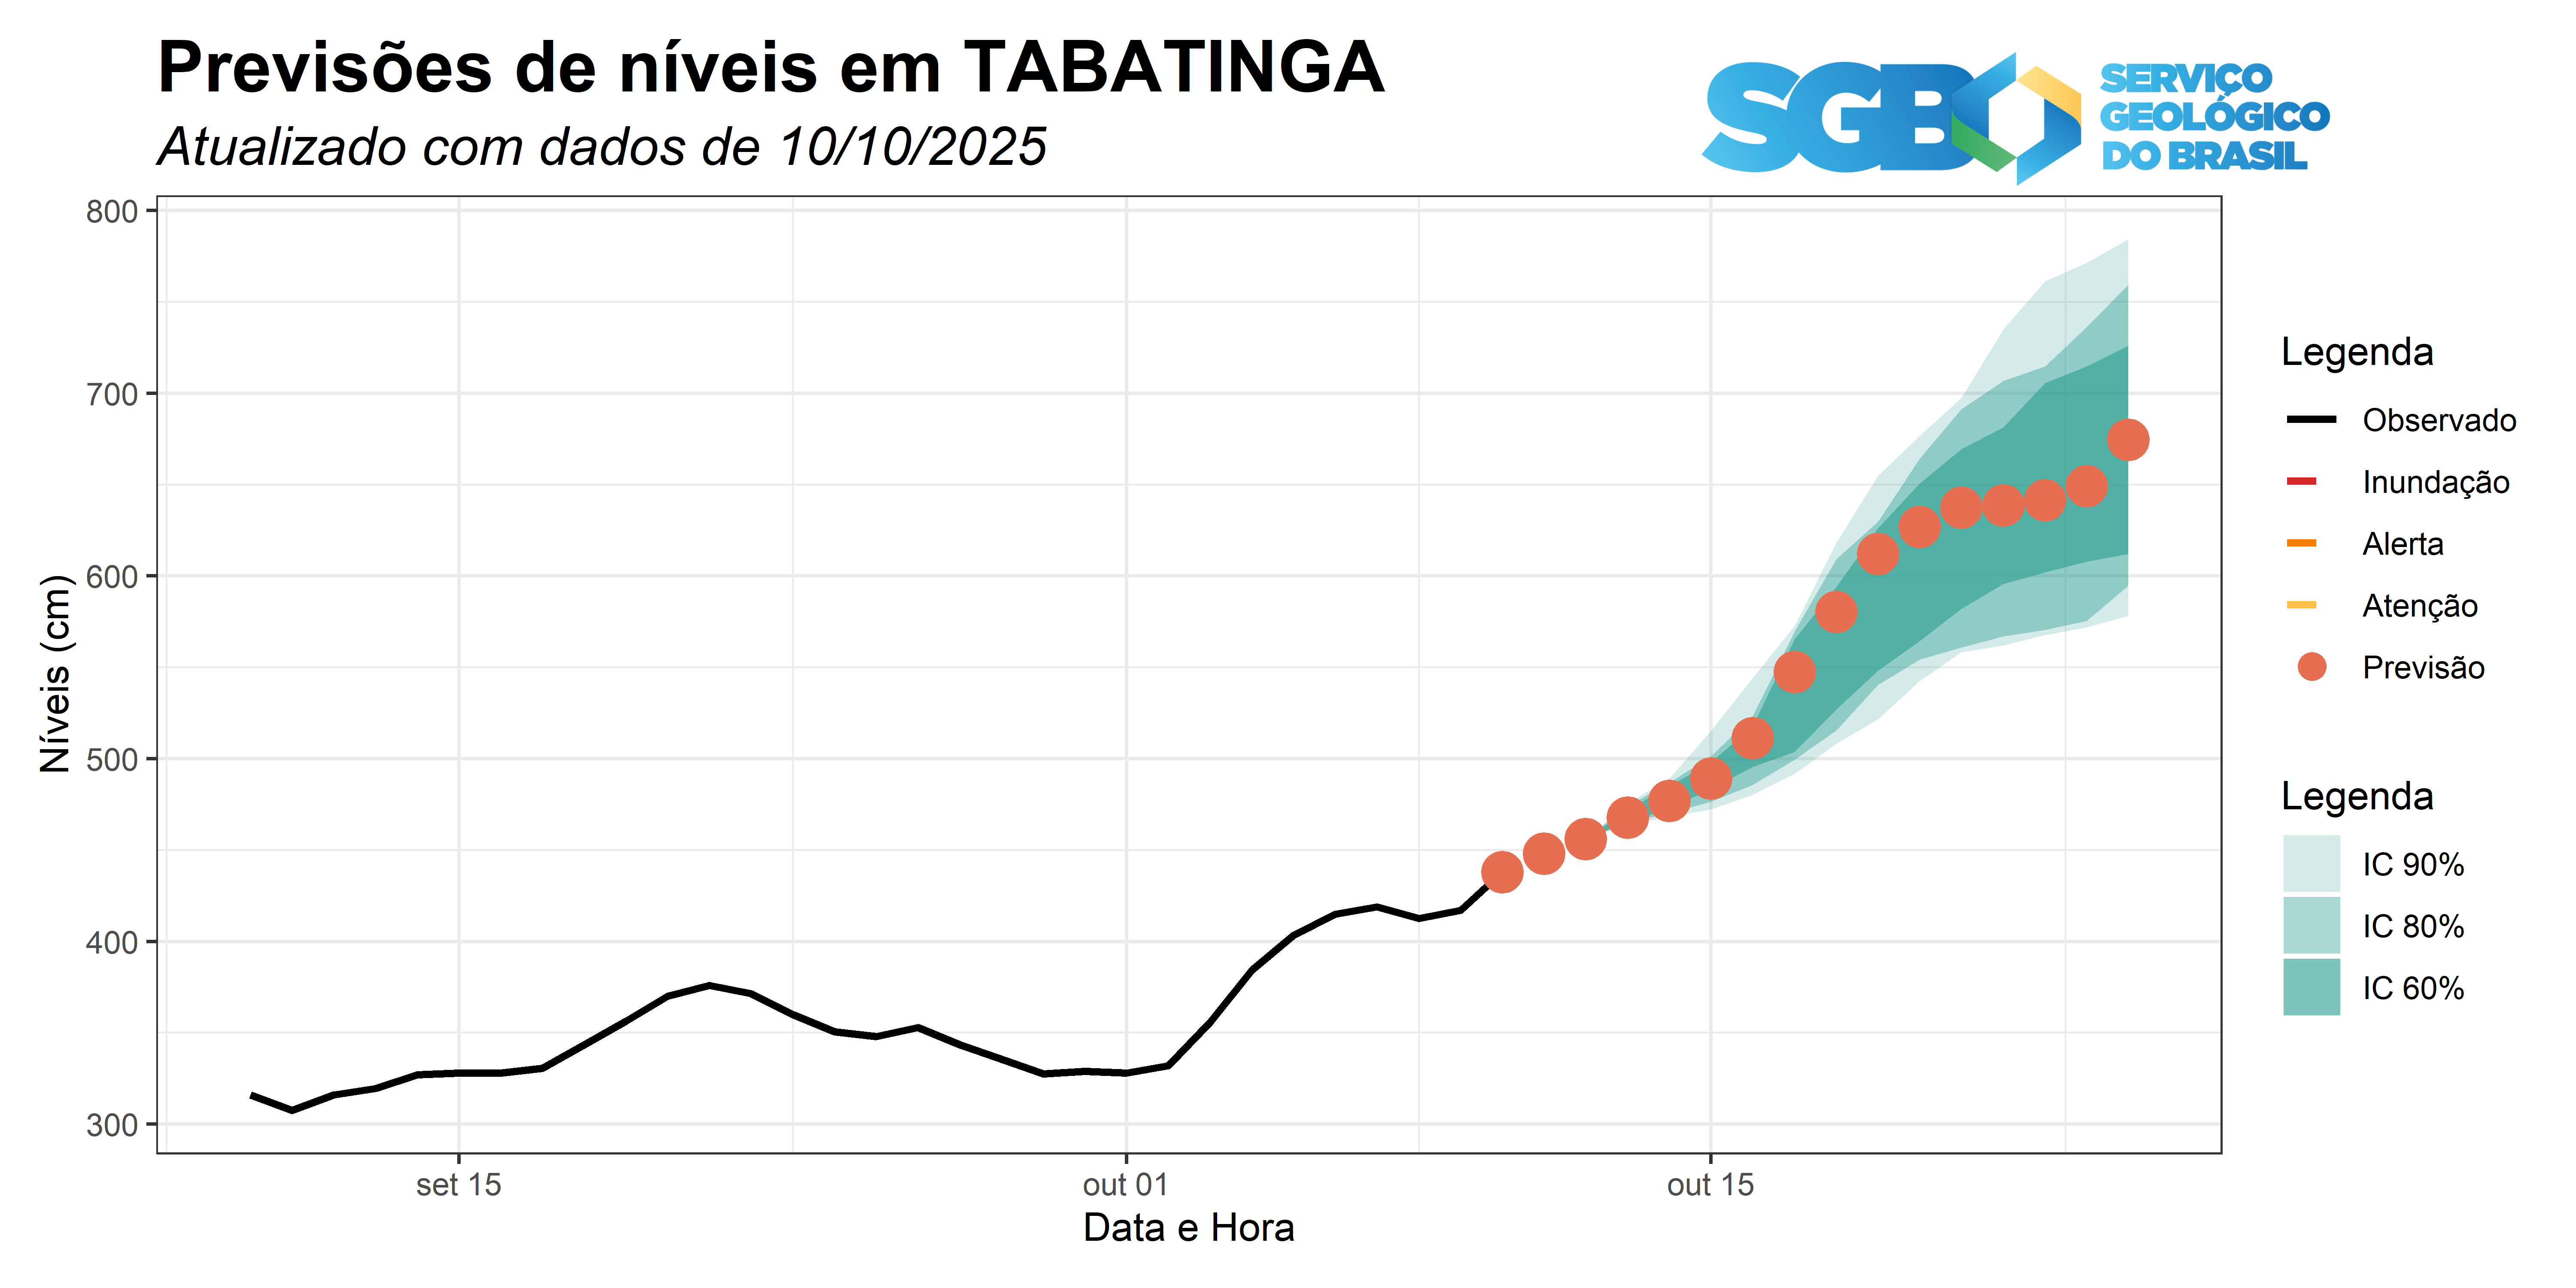 Previsões de níveis em TABATINGA
Atualizado com dados de 10/10/2025
SGB
SERVIÇO
GEOLÓGICO
DO BRASIL
800
700
600
500
400
300
Níveis (cm)
set 15
out 01
out 15
Data e Hora
Legenda
Observado
Inundação
Alerta
Atenção
Previsão
Legenda
IC 90%
IC 80%
IC 60%